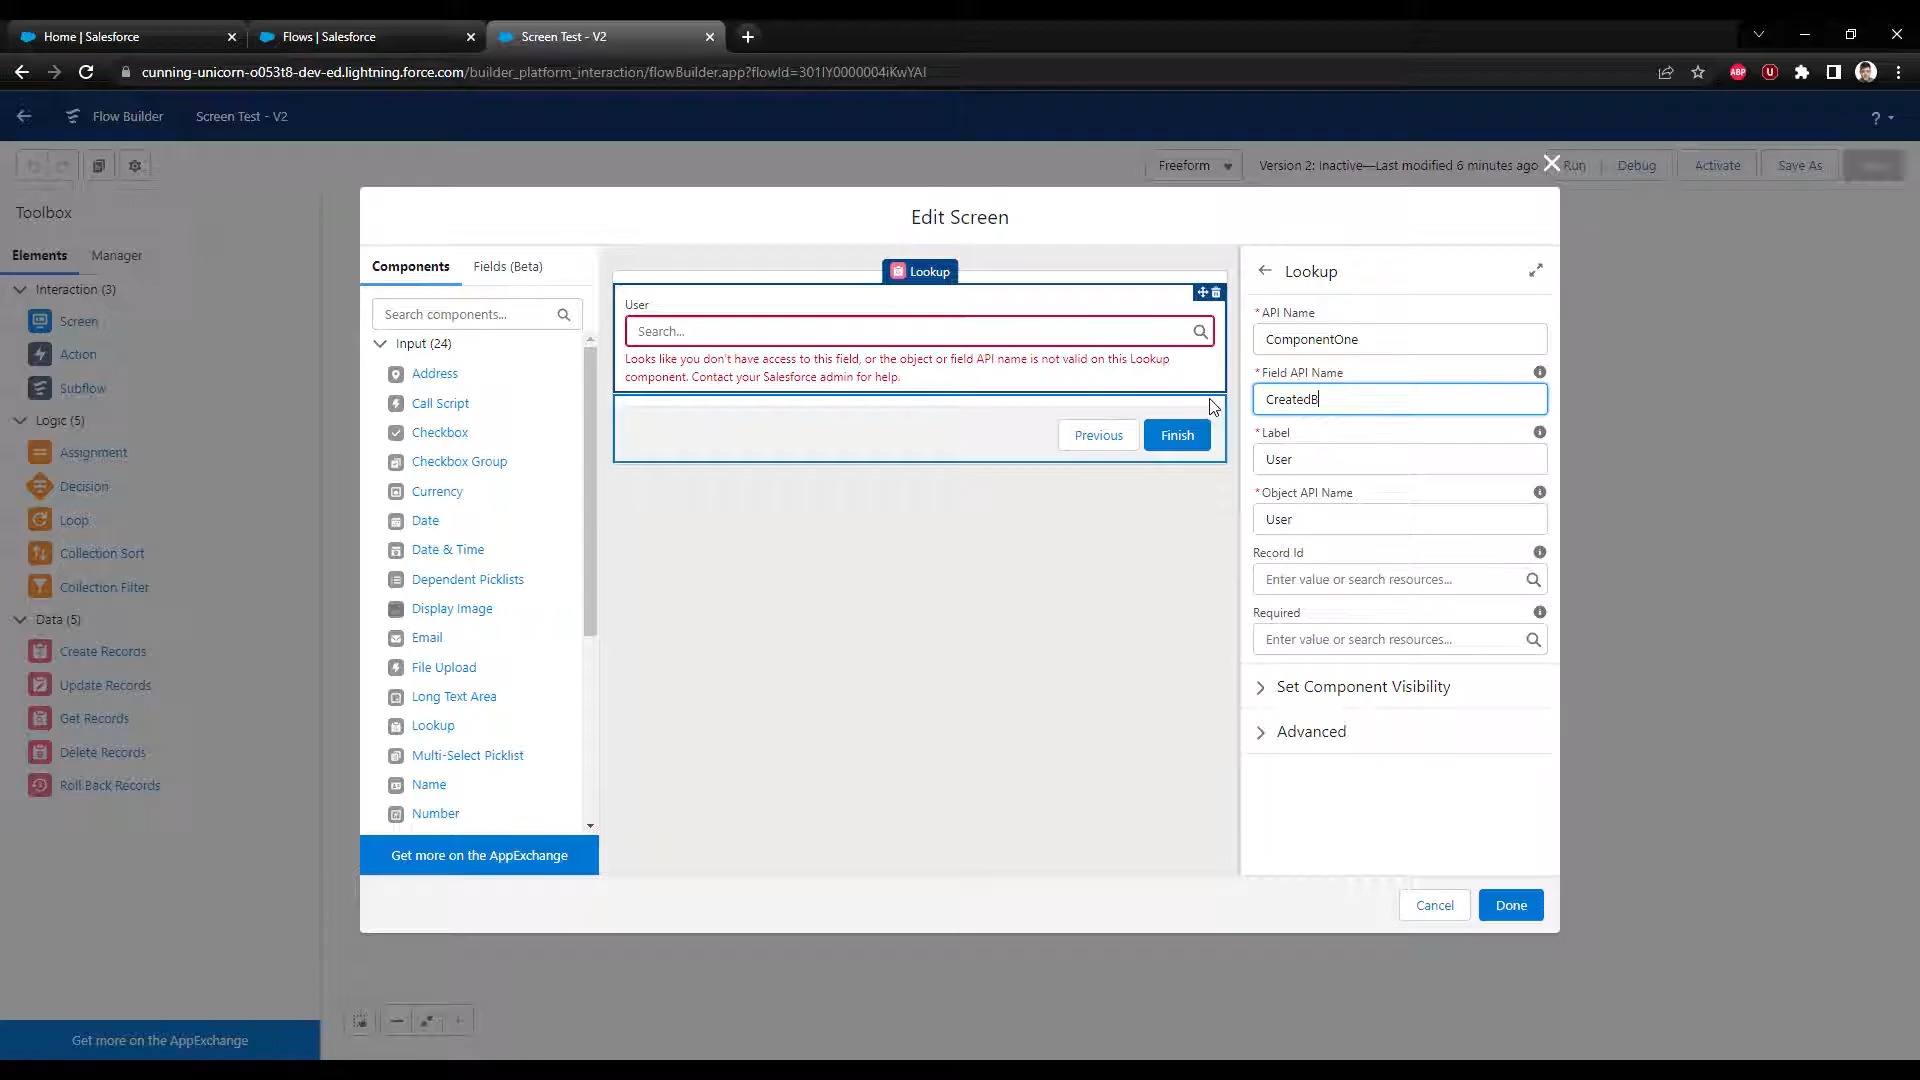 Home | Salesforce
Flows | Salesforce
Screen Test - V2
cunning-unicorn-o053t8-dev-ed.lightning.force.com/builder_platform_interaction/flowBuilder.app?flowId=301IY0000004iKwYAI
ABP
Flow Builder
Screen Test - V2
?
Freeform
Version 2: Inactive—Last modified 6 minutes ago
Run
Debug
Activate
Save As
Toolbox
Elements
Manager
Interaction (3)
Screen
Action
Subflow
Logic (5)
Assignment
Decision
Loop
Collection Sort
Collection Filter
Data (5)
Create Records
Update Records
Get Records
Delete Records
Roll Back Records
Get more on the AppExchange
Edit Screen
Components
Fields (Beta)
Search components...
Input (24)
Address
Call Script
Checkbox
Checkbox Group
Currency
Date
Date & Time
Dependent Picklists
Display Image
Email
File Upload
Long Text Area
Lookup
Multi-Select Picklist
Name
Number
Get more on the AppExchange
Lookup
User
Search...
Looks like you don't have access to this field, or the object or field API name is not valid on this Lookup
component. Contact your Salesforce admin for help.
Previous
Finish
Lookup
* API Name
ComponentOne
* Field API Name
CreatedB
* Label
User
* Object API Name
User
Record Id
Enter value or search resources...
Required
Enter value or search resources...
Set Component Visibility
Advanced
Cancel
Done